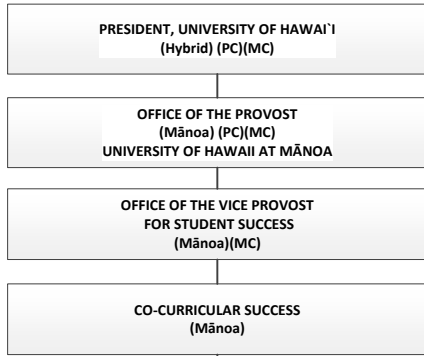 PRESIDENT, UNIVERSITY OF HAWAI`I
(Hybrid) (PC)(MC)
OFFICE OF THE PROVOST
(Mānoa) (PC)(MC)
UNIVERSITY OF HAWAII AT MĀNOA
OFFICE OF THE VICE PROVOST
FOR STUDENT SUCCESS
(Mānoa)(MC)
CO-CURRICULAR SUCCESS
(Mānoa)